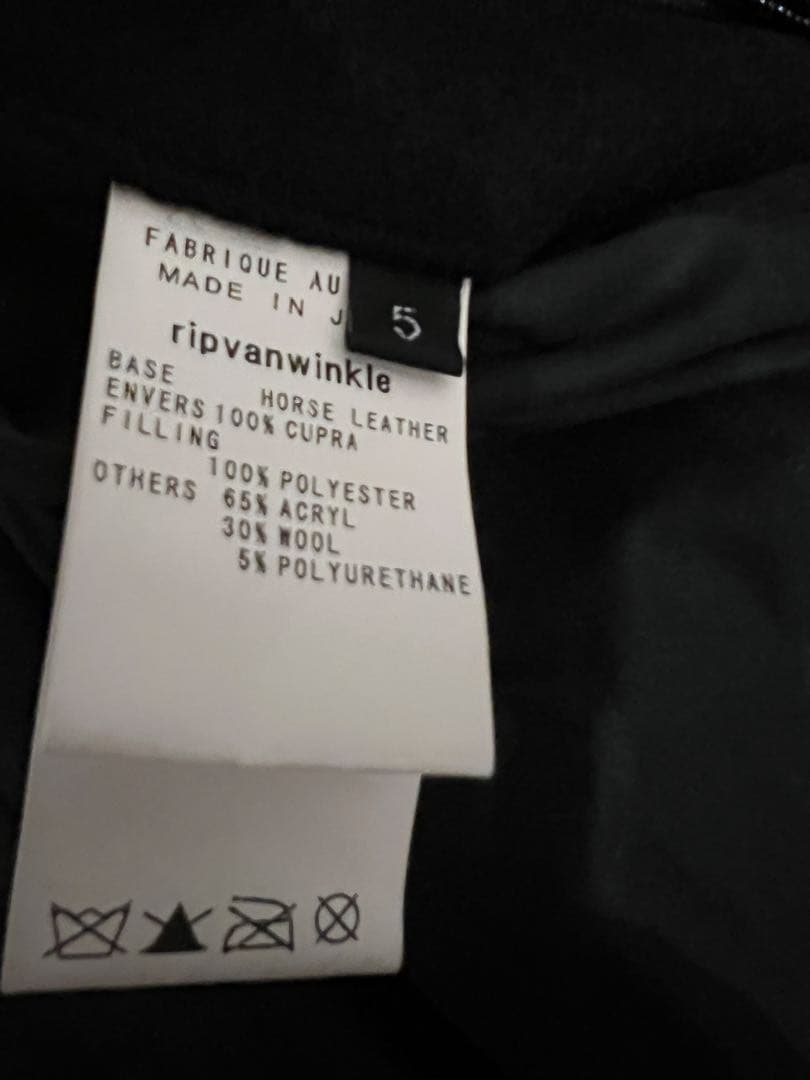 FABRIQUE AU
MADE IN J
5
ripvanwinkle
BASE HORSE LEATHER
ENVERS 100% CUPRA
FILLING
100% POLYESTER
OTHERS 65% ACRYL
30% WOOL
5% POLYURETHANE